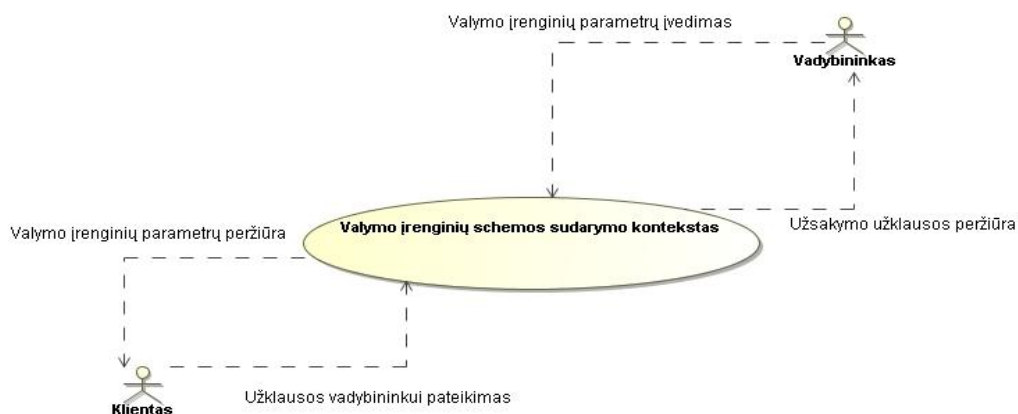 Valymo įrenginių parametrų įvedimas
Vadybininkas
Valymo įrenginių schemos sudarymo kontekstas
Užsakymo užklausos peržiūra
Valymo įrenginių parametrų peržiūra
Užklausos vadybininkui pateikimas
Klientas